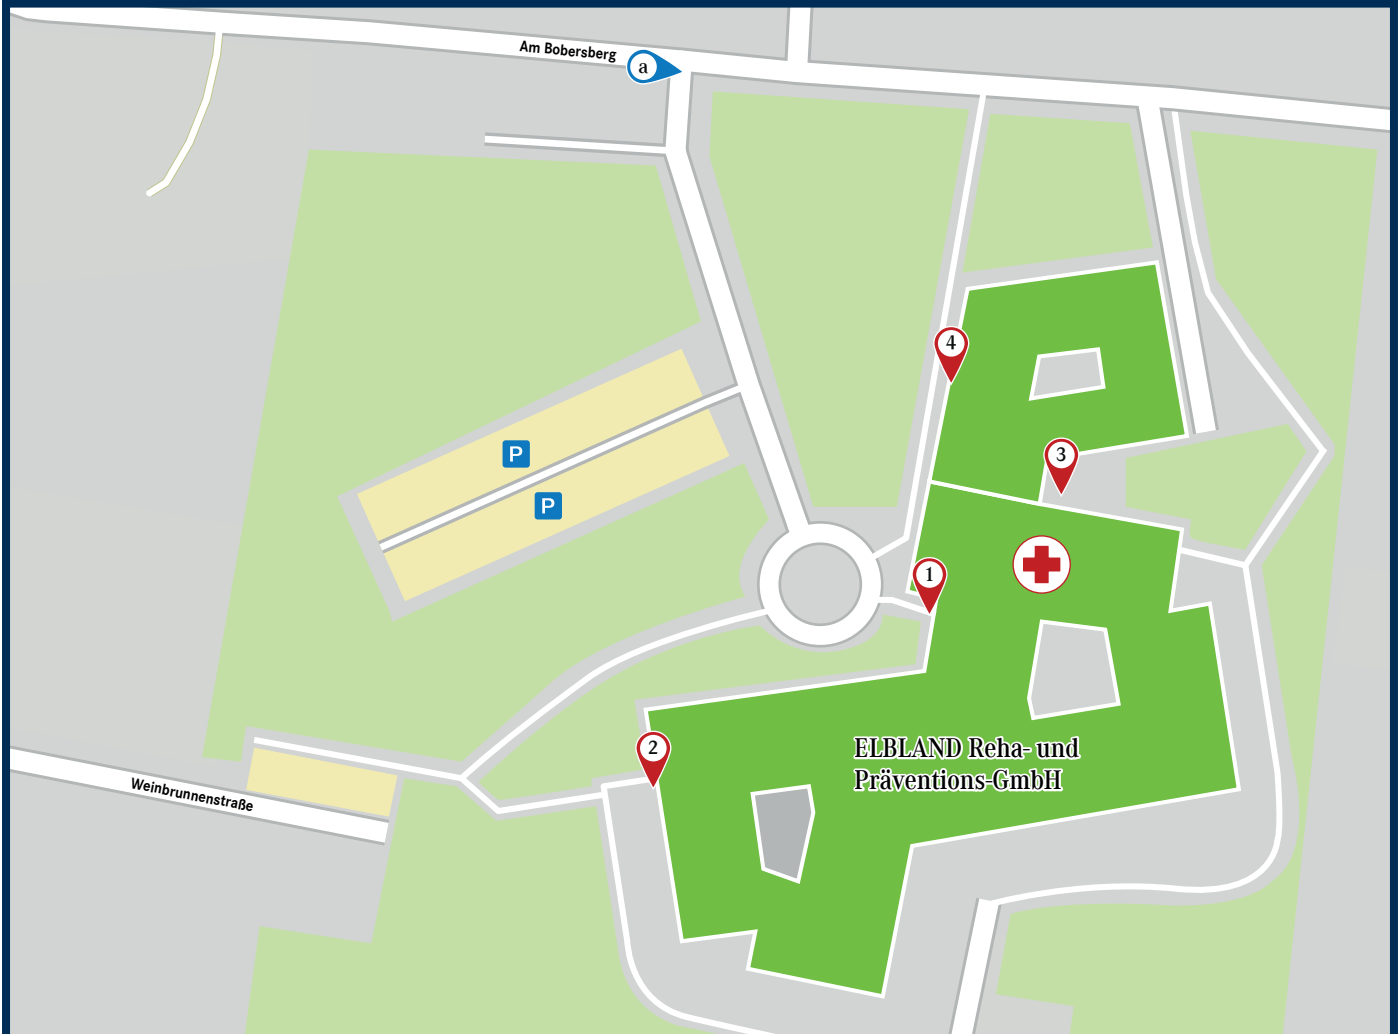 Am Bobersberg
a
4
3
P
P
1
2
ELBLAND Reha- und
Präventions-GmbH
Weinbrunnenstraße